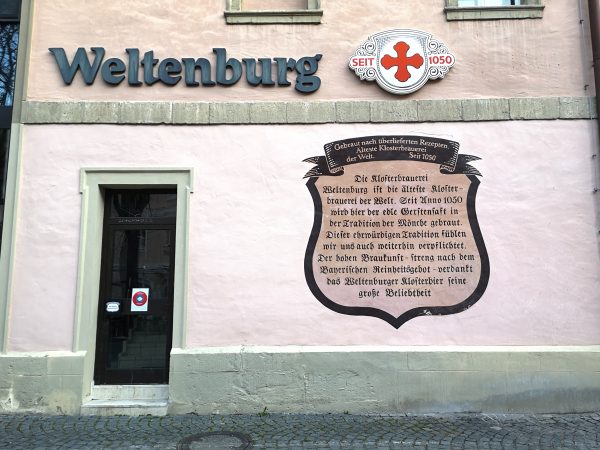 Weltenburg
SEIT 1050
Gebraut nach überlieferten Rezepten.
Älteste Klosterbrauerei
der Welt. Seit 1050
Die Kloſterbrauerei
Weltenburg iſt die älteſte Kloſter-
brauerei der Welt. Seit Anno 1050
wird hier der edle Gerſtenſaft in
der Tradition der Mönche gebraut.
Dieſer ehrwürdigen Tradition fühlen
wir uns auch weiterhin verpflichtet.
Der hohen Braukunſt - ſtreng nach dem
Bayeriſchen Reinheitsgebot - verdankt
das Weltenburger Kloſterbier ſeine
große Beliebtheit